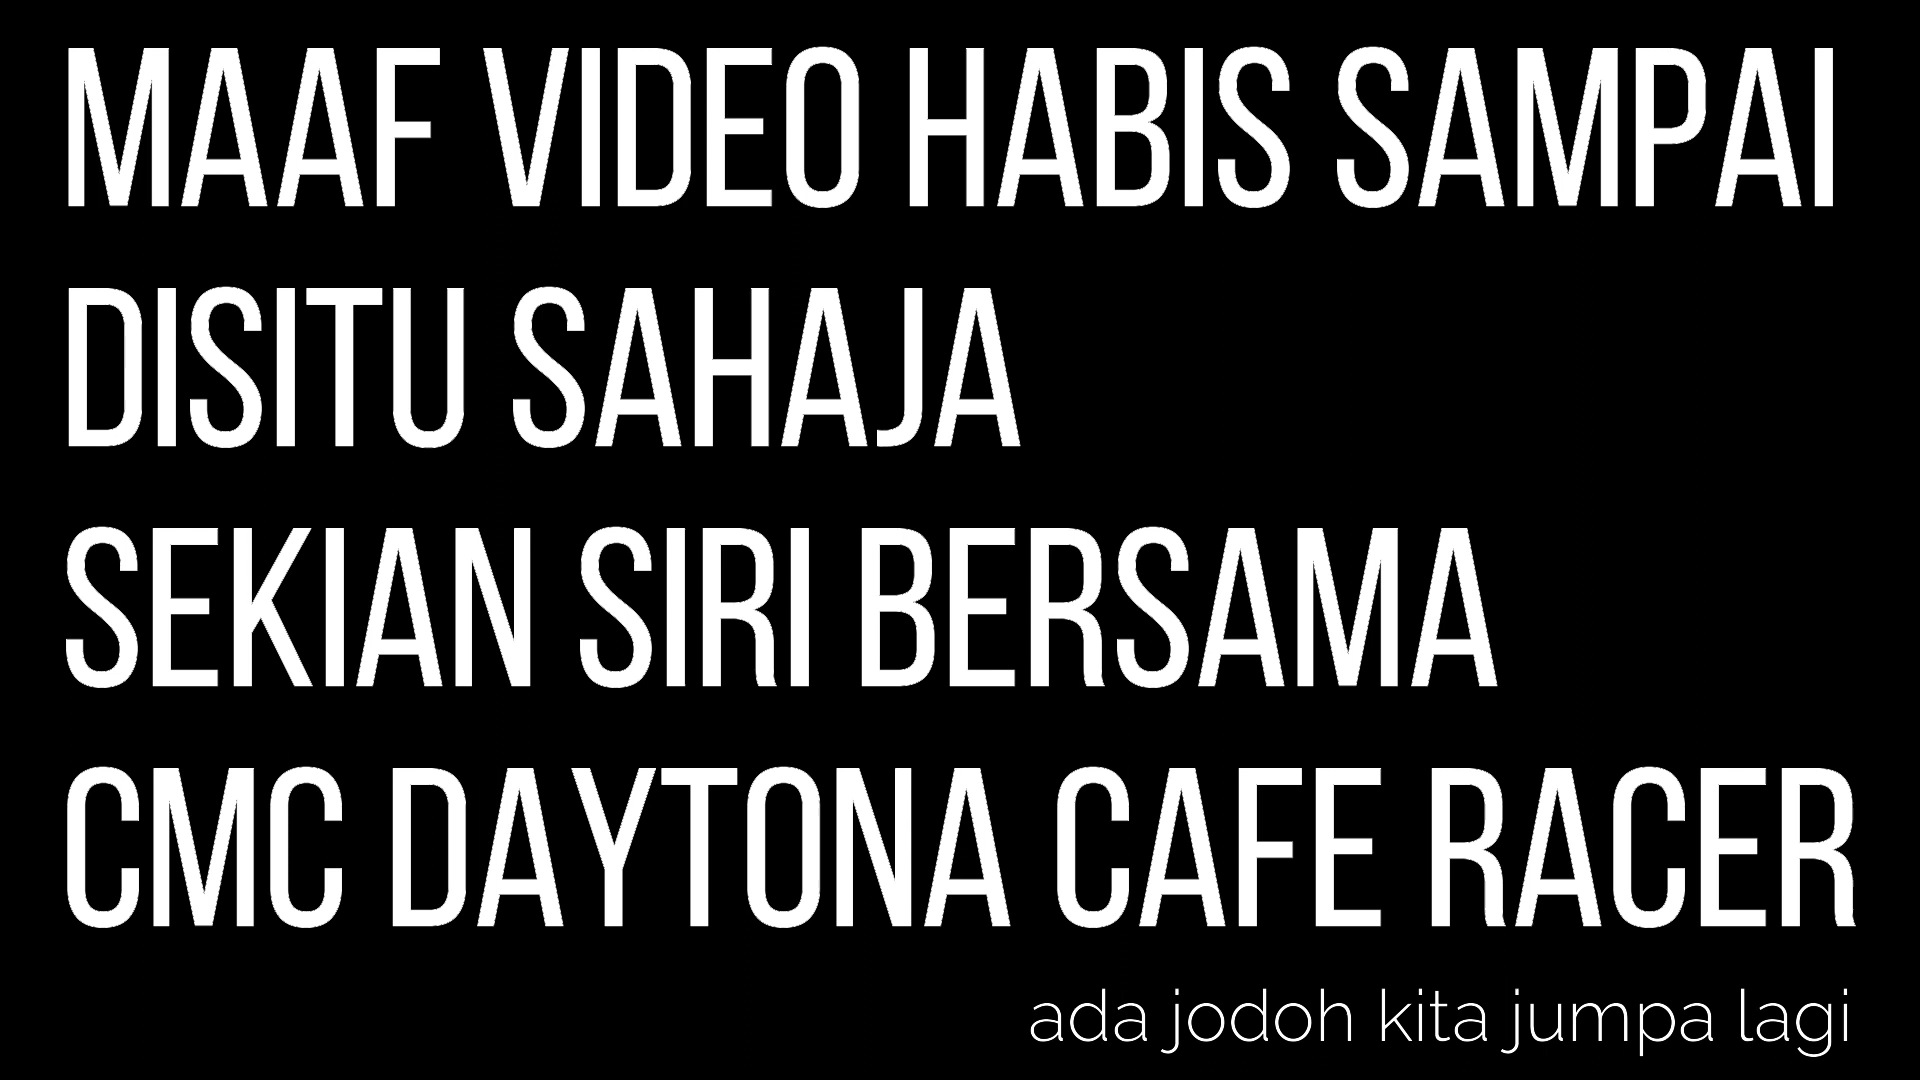 MAAF VIDEO HABIS SAMPAI
DISITU SAHAJA
SEKIAN SIRI BERSAMA
CMC DAYTONA CAFE RACER
ada jodoh kita jumpa lagi